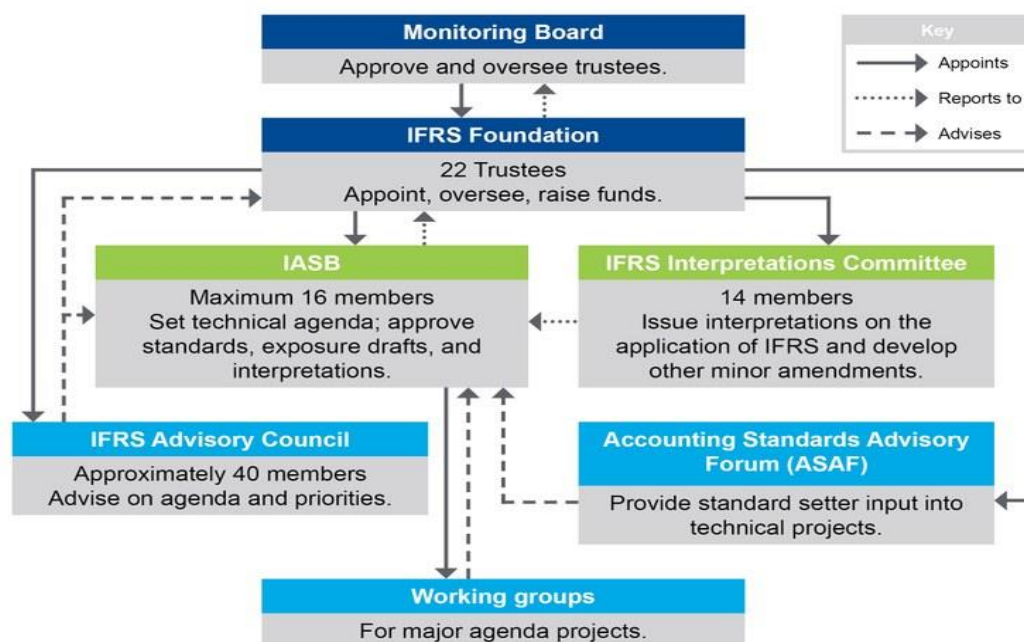 Monitoring Board
Approve and oversee trustees.
Key
Appoints
Reports to
Advises
IFRS Foundation
22 Trustees
Appoint, oversee, raise funds.
IASB
Maximum 16 members
Set technical agenda; approve
standards, exposure drafts, and
interpretations.
IFRS Interpretations Committee
14 members
Issue interpretations on the
application of IFRS and develop
other minor amendments.
IFRS Advisory Council
Approximately 40 members
Advise on agenda and priorities.
Accounting Standards Advisory
Forum (ASAF)
Provide standard setter input into
technical projects.
Working groups
For major agenda projects.